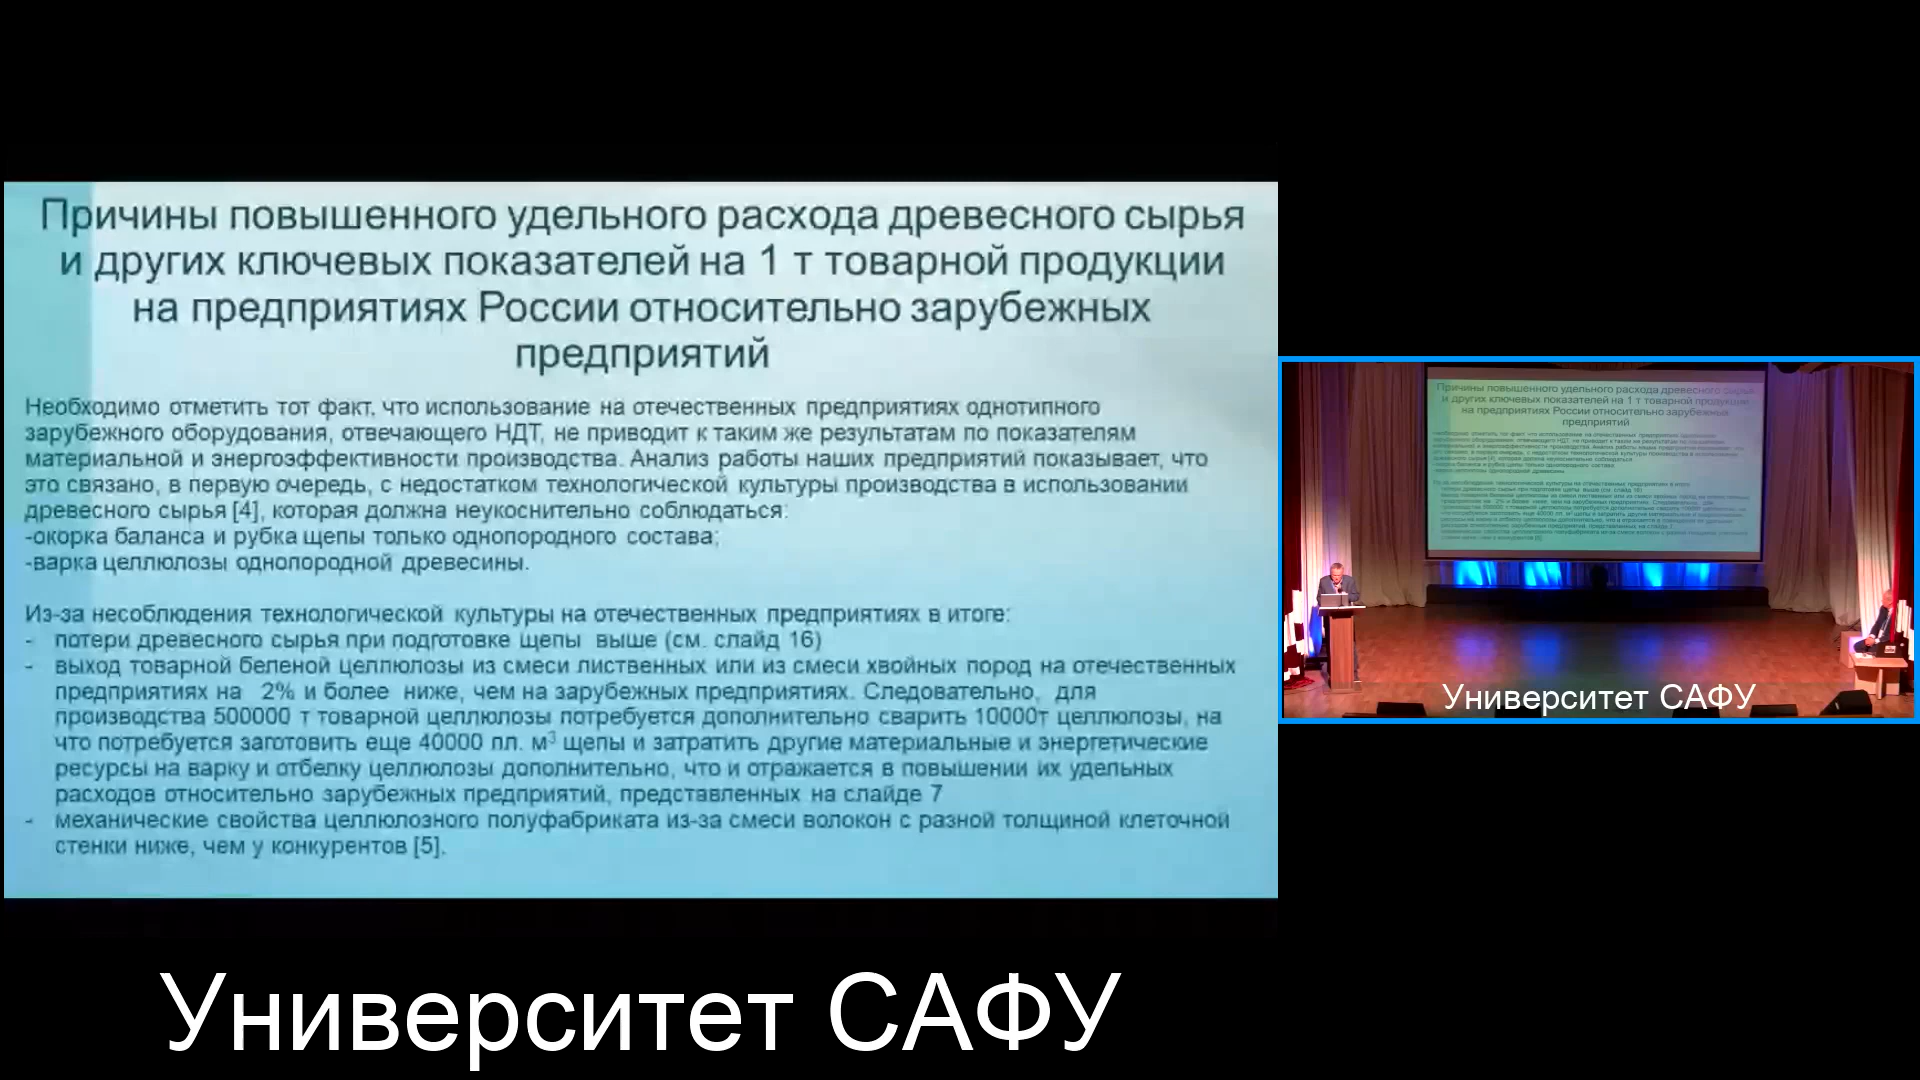 Причины повышенного удельного расхода древесного сырья
и других ключевых показателей на 1 т товарной продукции
на предприятиях России относительно зарубежных
предприятий
Необходимо отметить тот факт, что использование на отечественных предприятиях однотипного
зарубежного оборудования, отвечающего НДТ, не приводит к таким же результатам по показателям
материальной и энергоэффективности производства. Анализ работы наших предприятий показывает, что
это связано, в первую очередь, с недостатком технологической культуры производства в использовании
древесного сырья [4], которая должна неукоснительно соблюдаться:
-окорка баланса и рубка щепы только однопородного состава;
-варка целлюлозы однопородной древесины.
Из-за несоблюдения технологической культуры на отечественных предприятиях в итоге:
- потери древесного сырья при подготовке щепы выше (см. слайд 16)
- выход товарной беленой целлюлозы из смеси лиственных или из смеси хвойных пород на отечественных
предприятиях на 2% и более ниже, чем на зарубежных предприятиях. Следовательно, для
производства 500000 т товарной целлюлозы потребуется дополнительно сварить 10000т целлюлозы, на
что потребуется заготовить еще 40000 пл. м³ щепы и затратить другие материальные и энергетические
ресурсы на варку и отбелку целлюлозы дополнительно, что и отражается в повышении их удельных
расходов относительно зарубежных предприятий, представленных на слайде 7
- механические свойства целлюлозного полуфабриката из-за смеси волокон с разной толщиной клеточной
стенки ниже, чем у конкурентов [5].
Университет САФУ
Причины повышенного удельного расхода древесного сырья
и других ключевых показателей на 1 т товарной продукции
на предприятиях России относительно зарубежных
предприятий
Университет САФУ